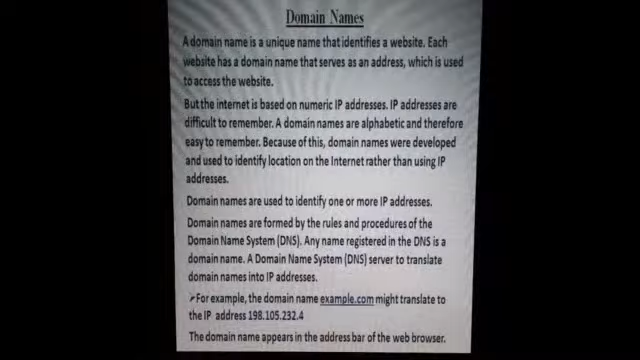 Domain Names
A domain name is a unique name that identifies a website. Each
website has a domain name that serves as an address, which is used
to access the website.
But the internet is based on numeric IP addresses. IP addresses are
difficult to remember. A domain names are alphabetic and therefore
easy to remember. Because of this, domain names were developed
and used to identify location on the Internet rather than using IP
addresses.
Domain names are used to identify one or more IP addresses.
Domain names are formed by the rules and procedures of the
Domain Name System (DNS). Any name registered in the DNS is a
domain name. A Domain Name System (DNS) server to translate
domain names into IP addresses.
➢For example, the domain name example.com might translate to
the IP address 198.105.232.4
The domain name appears in the address bar of the web browser.